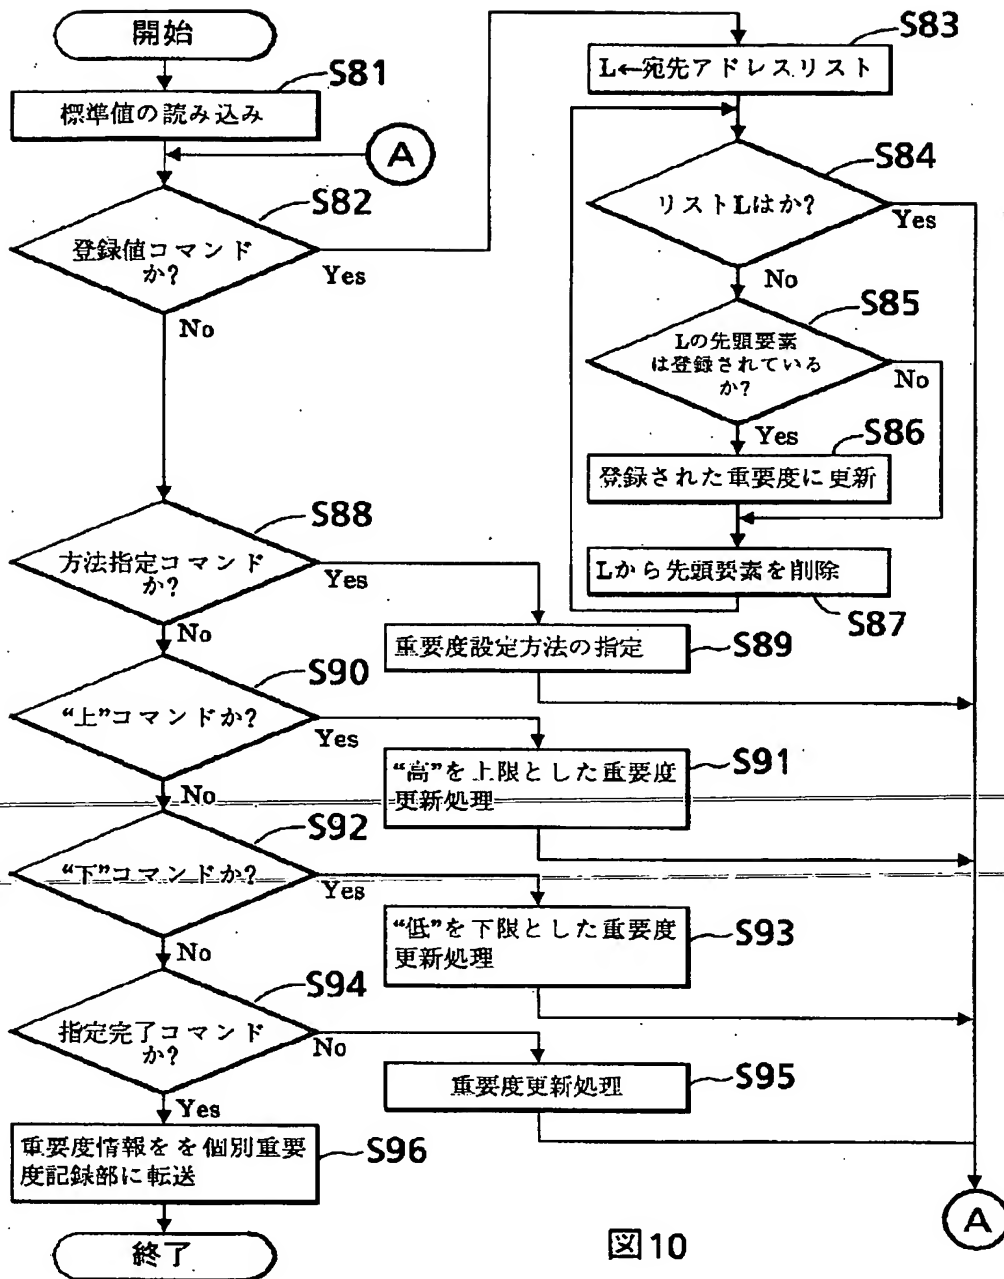 開始
S81
標準値の読み込み
A
S82
登録値コマンド
か?
Yes
No
S83
L←宛先アドレスリスト
S84
リストLはか?
Yes
No
S85
Lの先頭要素
は登録されている
か?
No
Yes
S86
登録された重要度に更新
Lから先頭要素を削除
S87
S88
方法指定コマンド
か?
Yes
No
重要度設定方法の指定
S89
S90
“上”コマンドか?
Yes
No
“高”を上限とした重要度
更新処理
S91
S92
“下”コマンドか?
Yes
No
“低”を下限とした重要度
更新処理
S93
S94
指定完了コマンド
か?
No
Yes
重要度更新処理
S95
重要度情報をを個別重要
度記録部に転送
S96
終了
A
図10